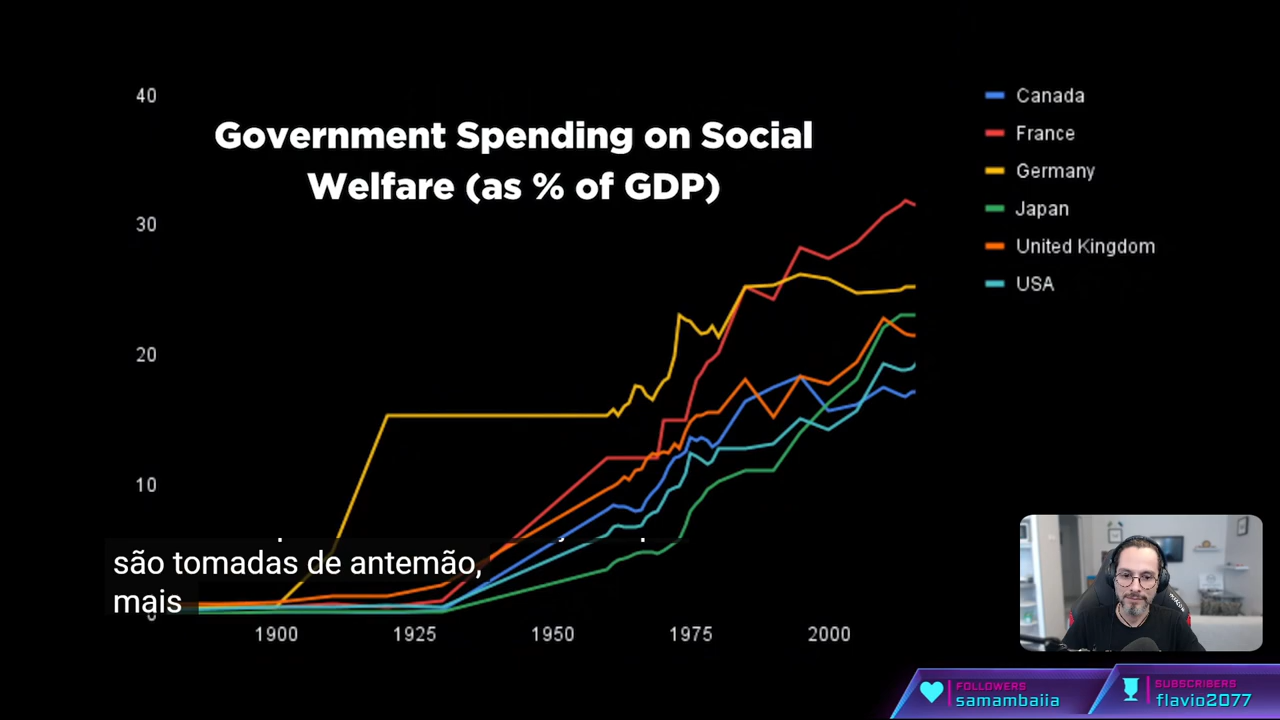 40
Government Spending on Social
Welfare (as % of GDP)
30
20
10
0
1900
1925
1950
1975
2000
Canada
France
Germany
Japan
United Kingdom
USA
são tomadas de antemão,
mais
FOLLOWERS
samambaiia
SUBSCRIBERS
flavio2077